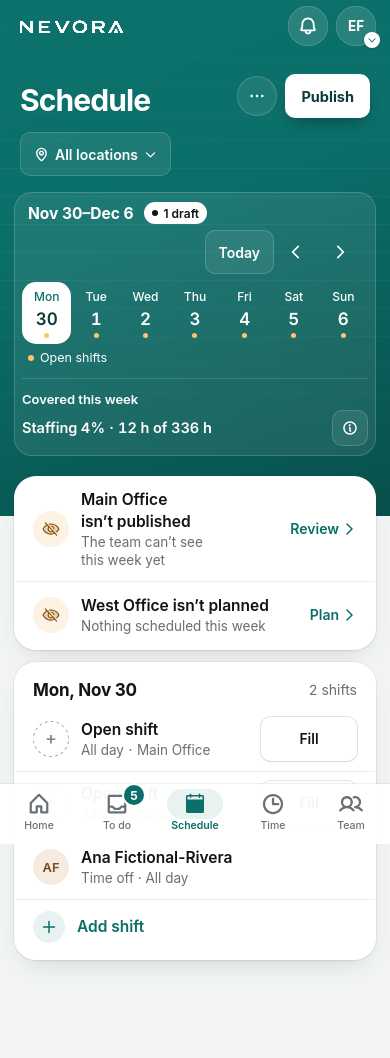 NEVORA
EF
Schedule
Publish
All locations
Nov 30–Dec 6
1 draft
Today
Mon Tue Wed Thu Fri Sat Sun
30 1 2 3 4 5 6
Open shifts
Covered this week
Staffing 4% · 12 h of 336 h
Main Office
isn’t published
The team can’t see
this week yet
Review
West Office isn’t planned
Nothing scheduled this week
Plan
Mon, Nov 30
2 shifts
Open shift
All day · Main Office
Fill
Open shift
Fill
5
Home To do Schedule Time Team
AF
Ana Fictional-Rivera
Time off · All day
Add shift